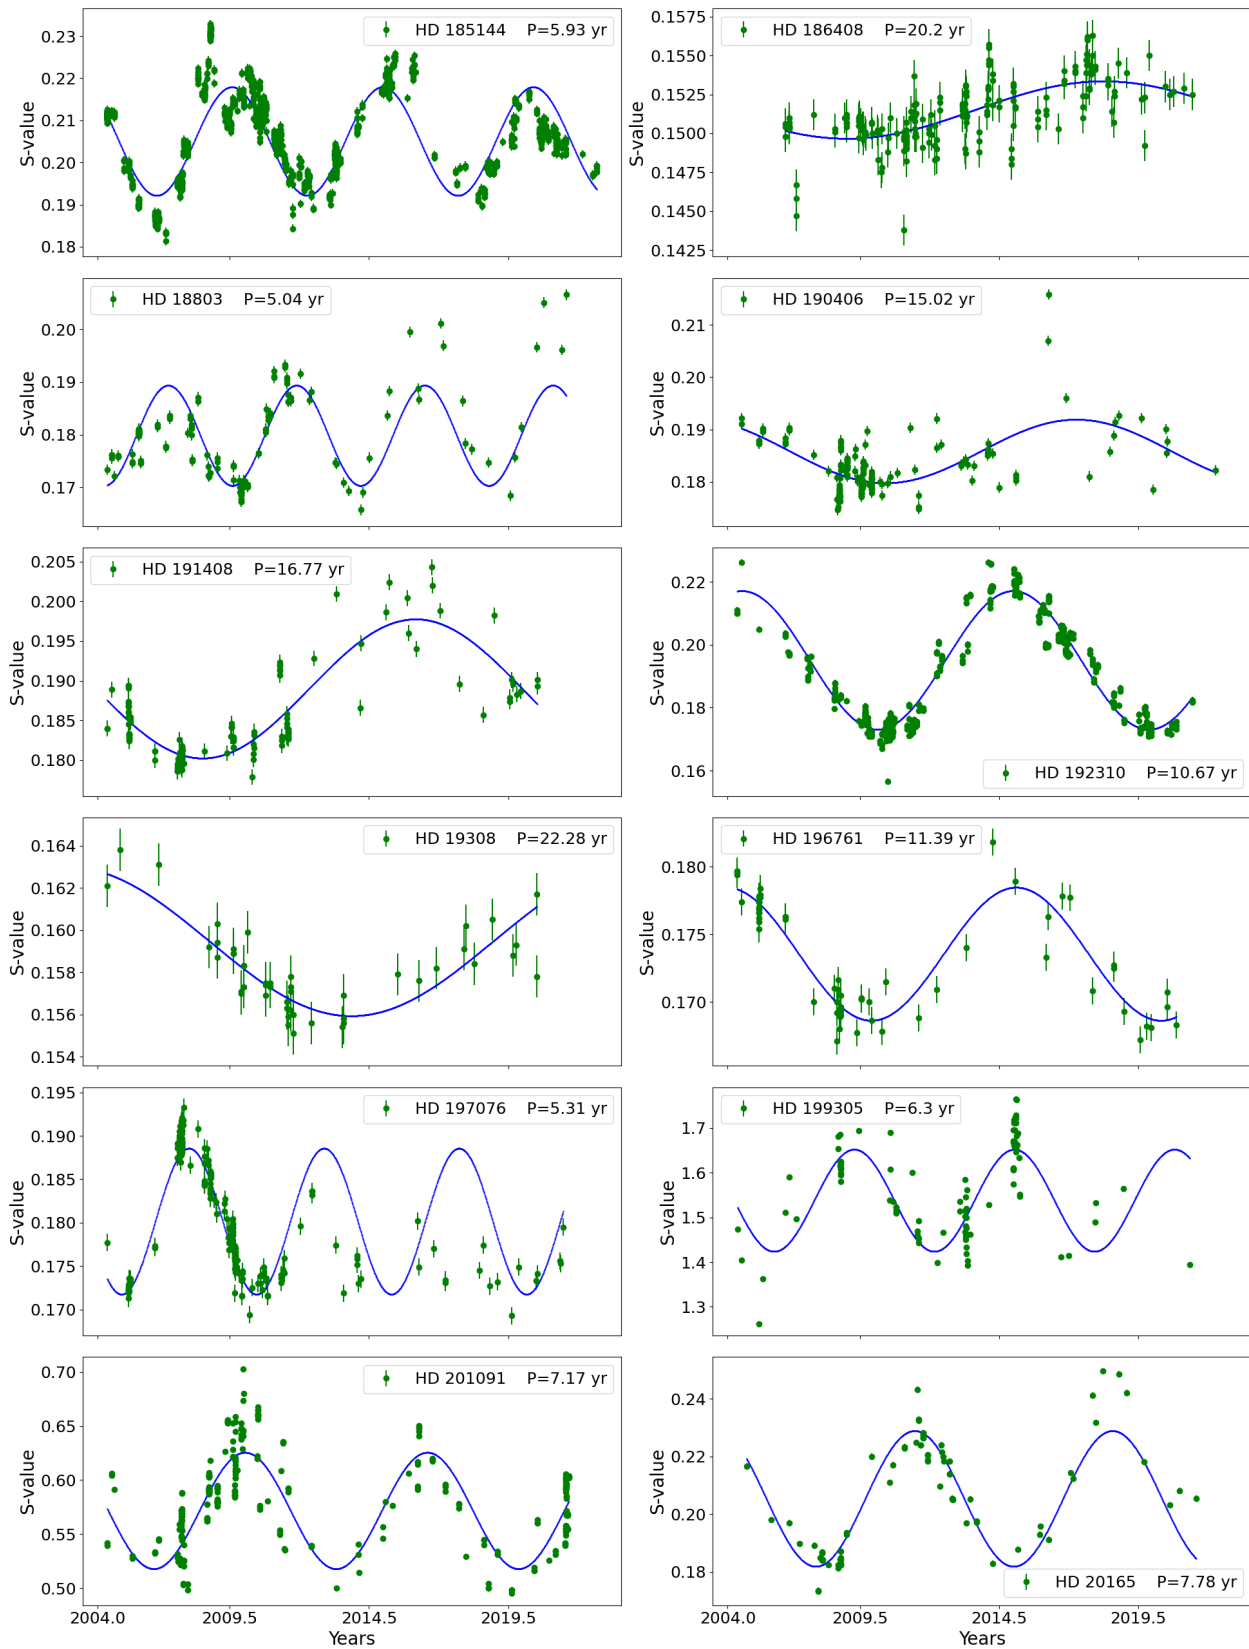 HD 185144 P=5.93 yr
S-value
0.23
0.22
0.21
0.20
0.19
0.18
HD 186408 P=20.2 yr
S-value
0.1575
0.1550
0.1525
0.1500
0.1475
0.1450
0.1425
HD 18803 P=5.04 yr
S-value
0.20
0.19
0.18
0.17
HD 190406 P=15.02 yr
S-value
0.21
0.20
0.19
0.18
HD 191408 P=16.77 yr
S-value
0.205
0.200
0.195
0.190
0.185
0.180
HD 192310 P=10.67 yr
S-value
0.22
0.20
0.18
0.16
HD 19308 P=22.28 yr
S-value
0.164
0.162
0.160
0.158
0.156
0.154
HD 196761 P=11.39 yr
S-value
0.180
0.175
0.170
HD 197076 P=5.31 yr
S-value
0.195
0.190
0.185
0.180
0.175
0.170
HD 199305 P=6.3 yr
S-value
1.7
1.6
1.5
1.4
1.3
HD 201091 P=7.17 yr
S-value
0.70
0.65
0.60
0.55
0.50
2004.0 2009.5 2014.5 2019.5
Years
HD 20165 P=7.78 yr
S-value
0.24
0.22
0.20
0.18
2004.0 2009.5 2014.5 2019.5
Years